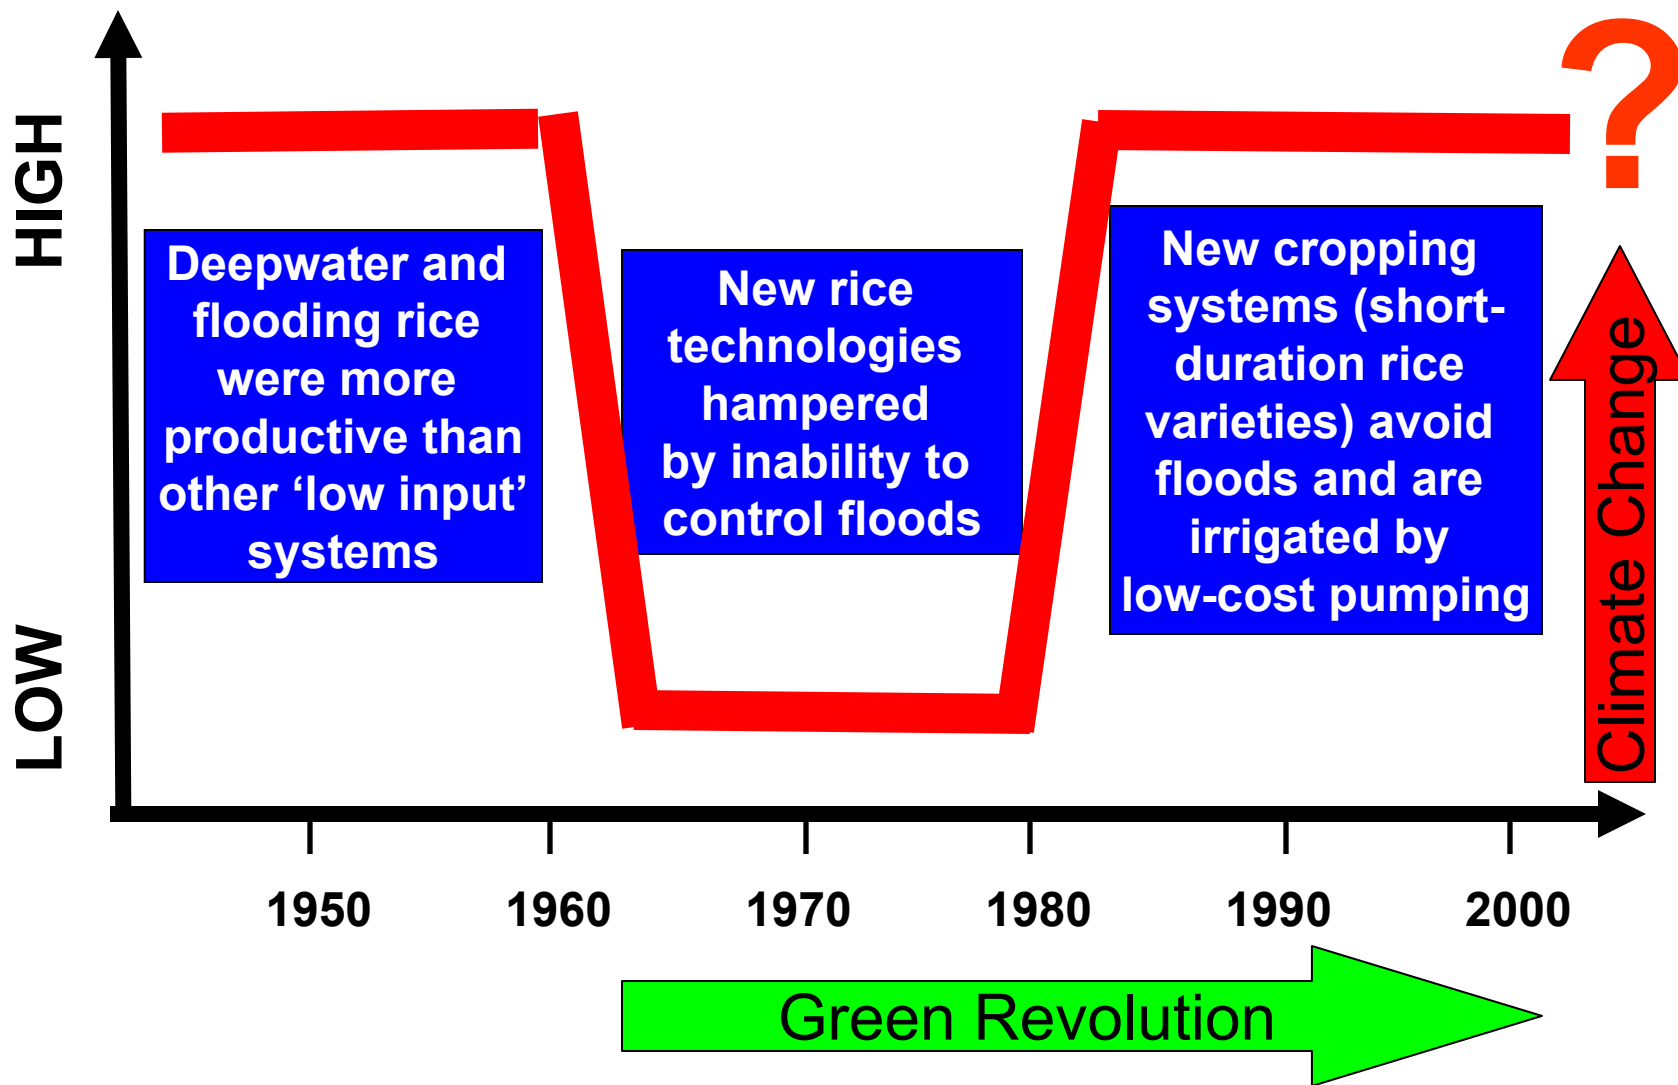 HIGH
LOW
Deepwater and
flooding rice
were more
productive than
other ‘low input’
systems
New rice
technologies
hampered
by inability to
control floods
New cropping
systems (short-
duration rice
varieties) avoid
floods and are
irrigated by
low-cost pumping
?
Climate Change
1950 1960 1970 1980 1990 2000
Green Revolution